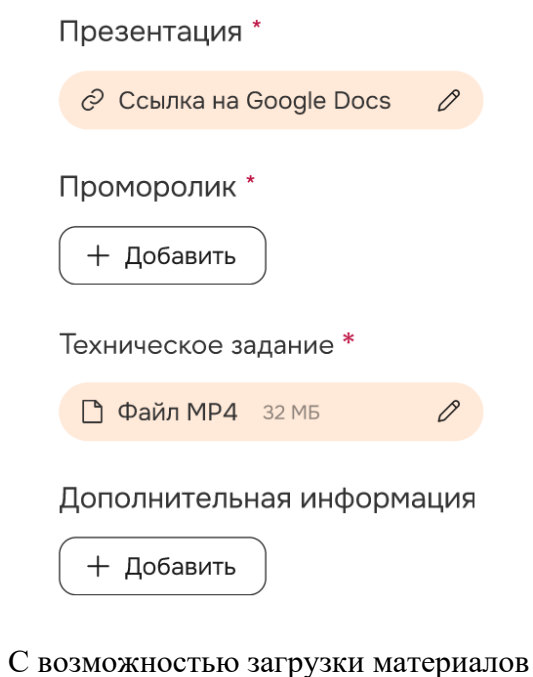 Презентация *
Ссылка на Google Docs
Проморолик *
+ Добавить
Техническое задание *
Файл MP4 32 МБ
Дополнительная информация
+ Добавить
С возможностью загрузки материалов